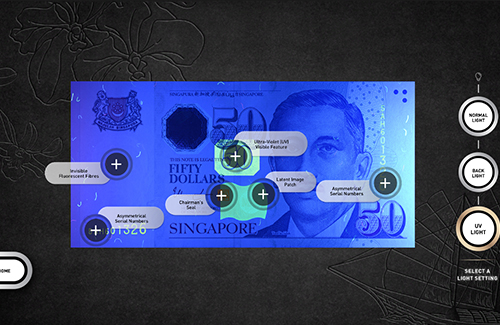 SINGAPORE
50
NORMAL
LIGHT
Ultra-Violet (UV)
Visible Feature
BACK
LIGHT
FIFTY
DOLLARS
Invisible
Fluorescent Fibres
Latent Image
Patch
Asymmetrical
Serial Numbers
Chairman's
Seal
Asymmetrical
Serial Numbers
SINGAPORE
50
UV
LIGHT
SELECT A
LIGHT SETTING